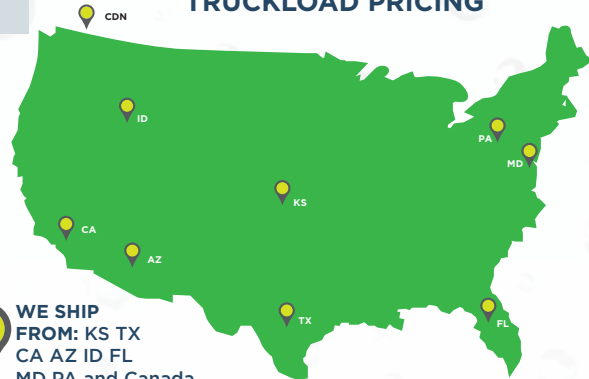 TRUCKLOAD PRICING
CDN
ID
PA
MD
KS
CA
AZ
TX
FL
WE SHIP
FROM: KS TX
CA AZ ID FL
MD PA and Canada